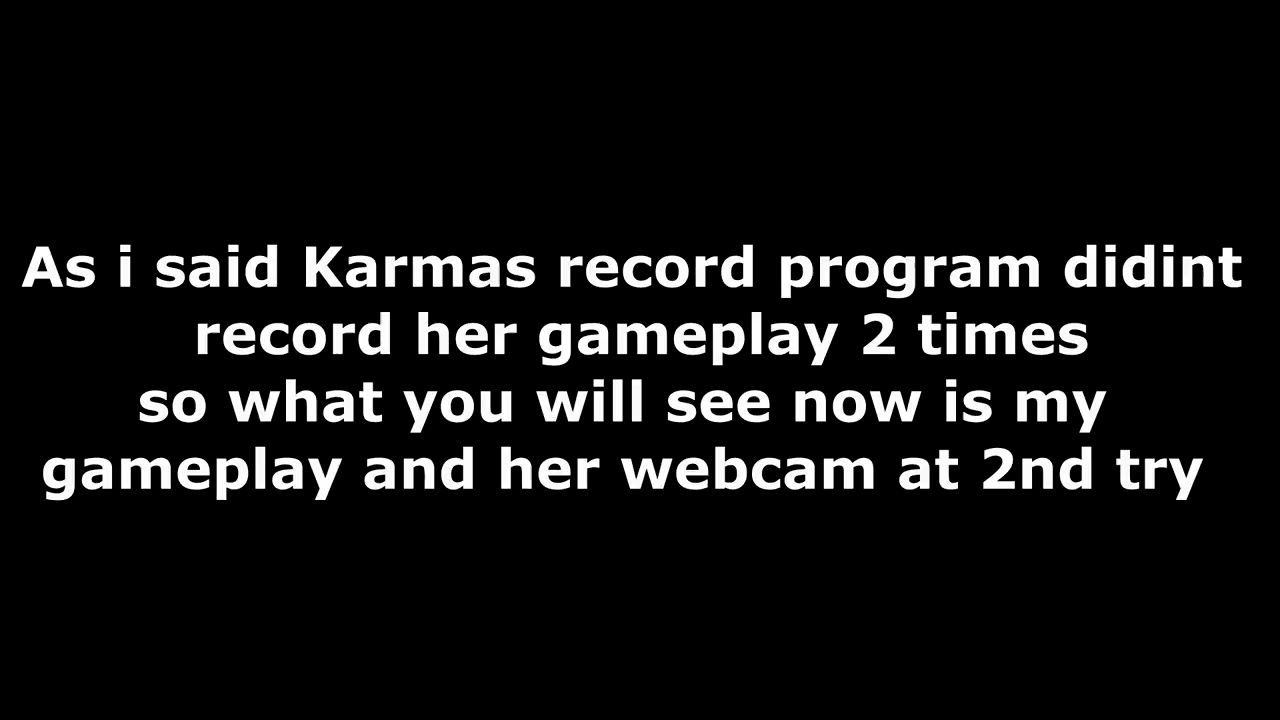 As i said Karmas record program didint
record her gameplay 2 times
so what you will see now is my
gameplay and her webcam at 2nd try